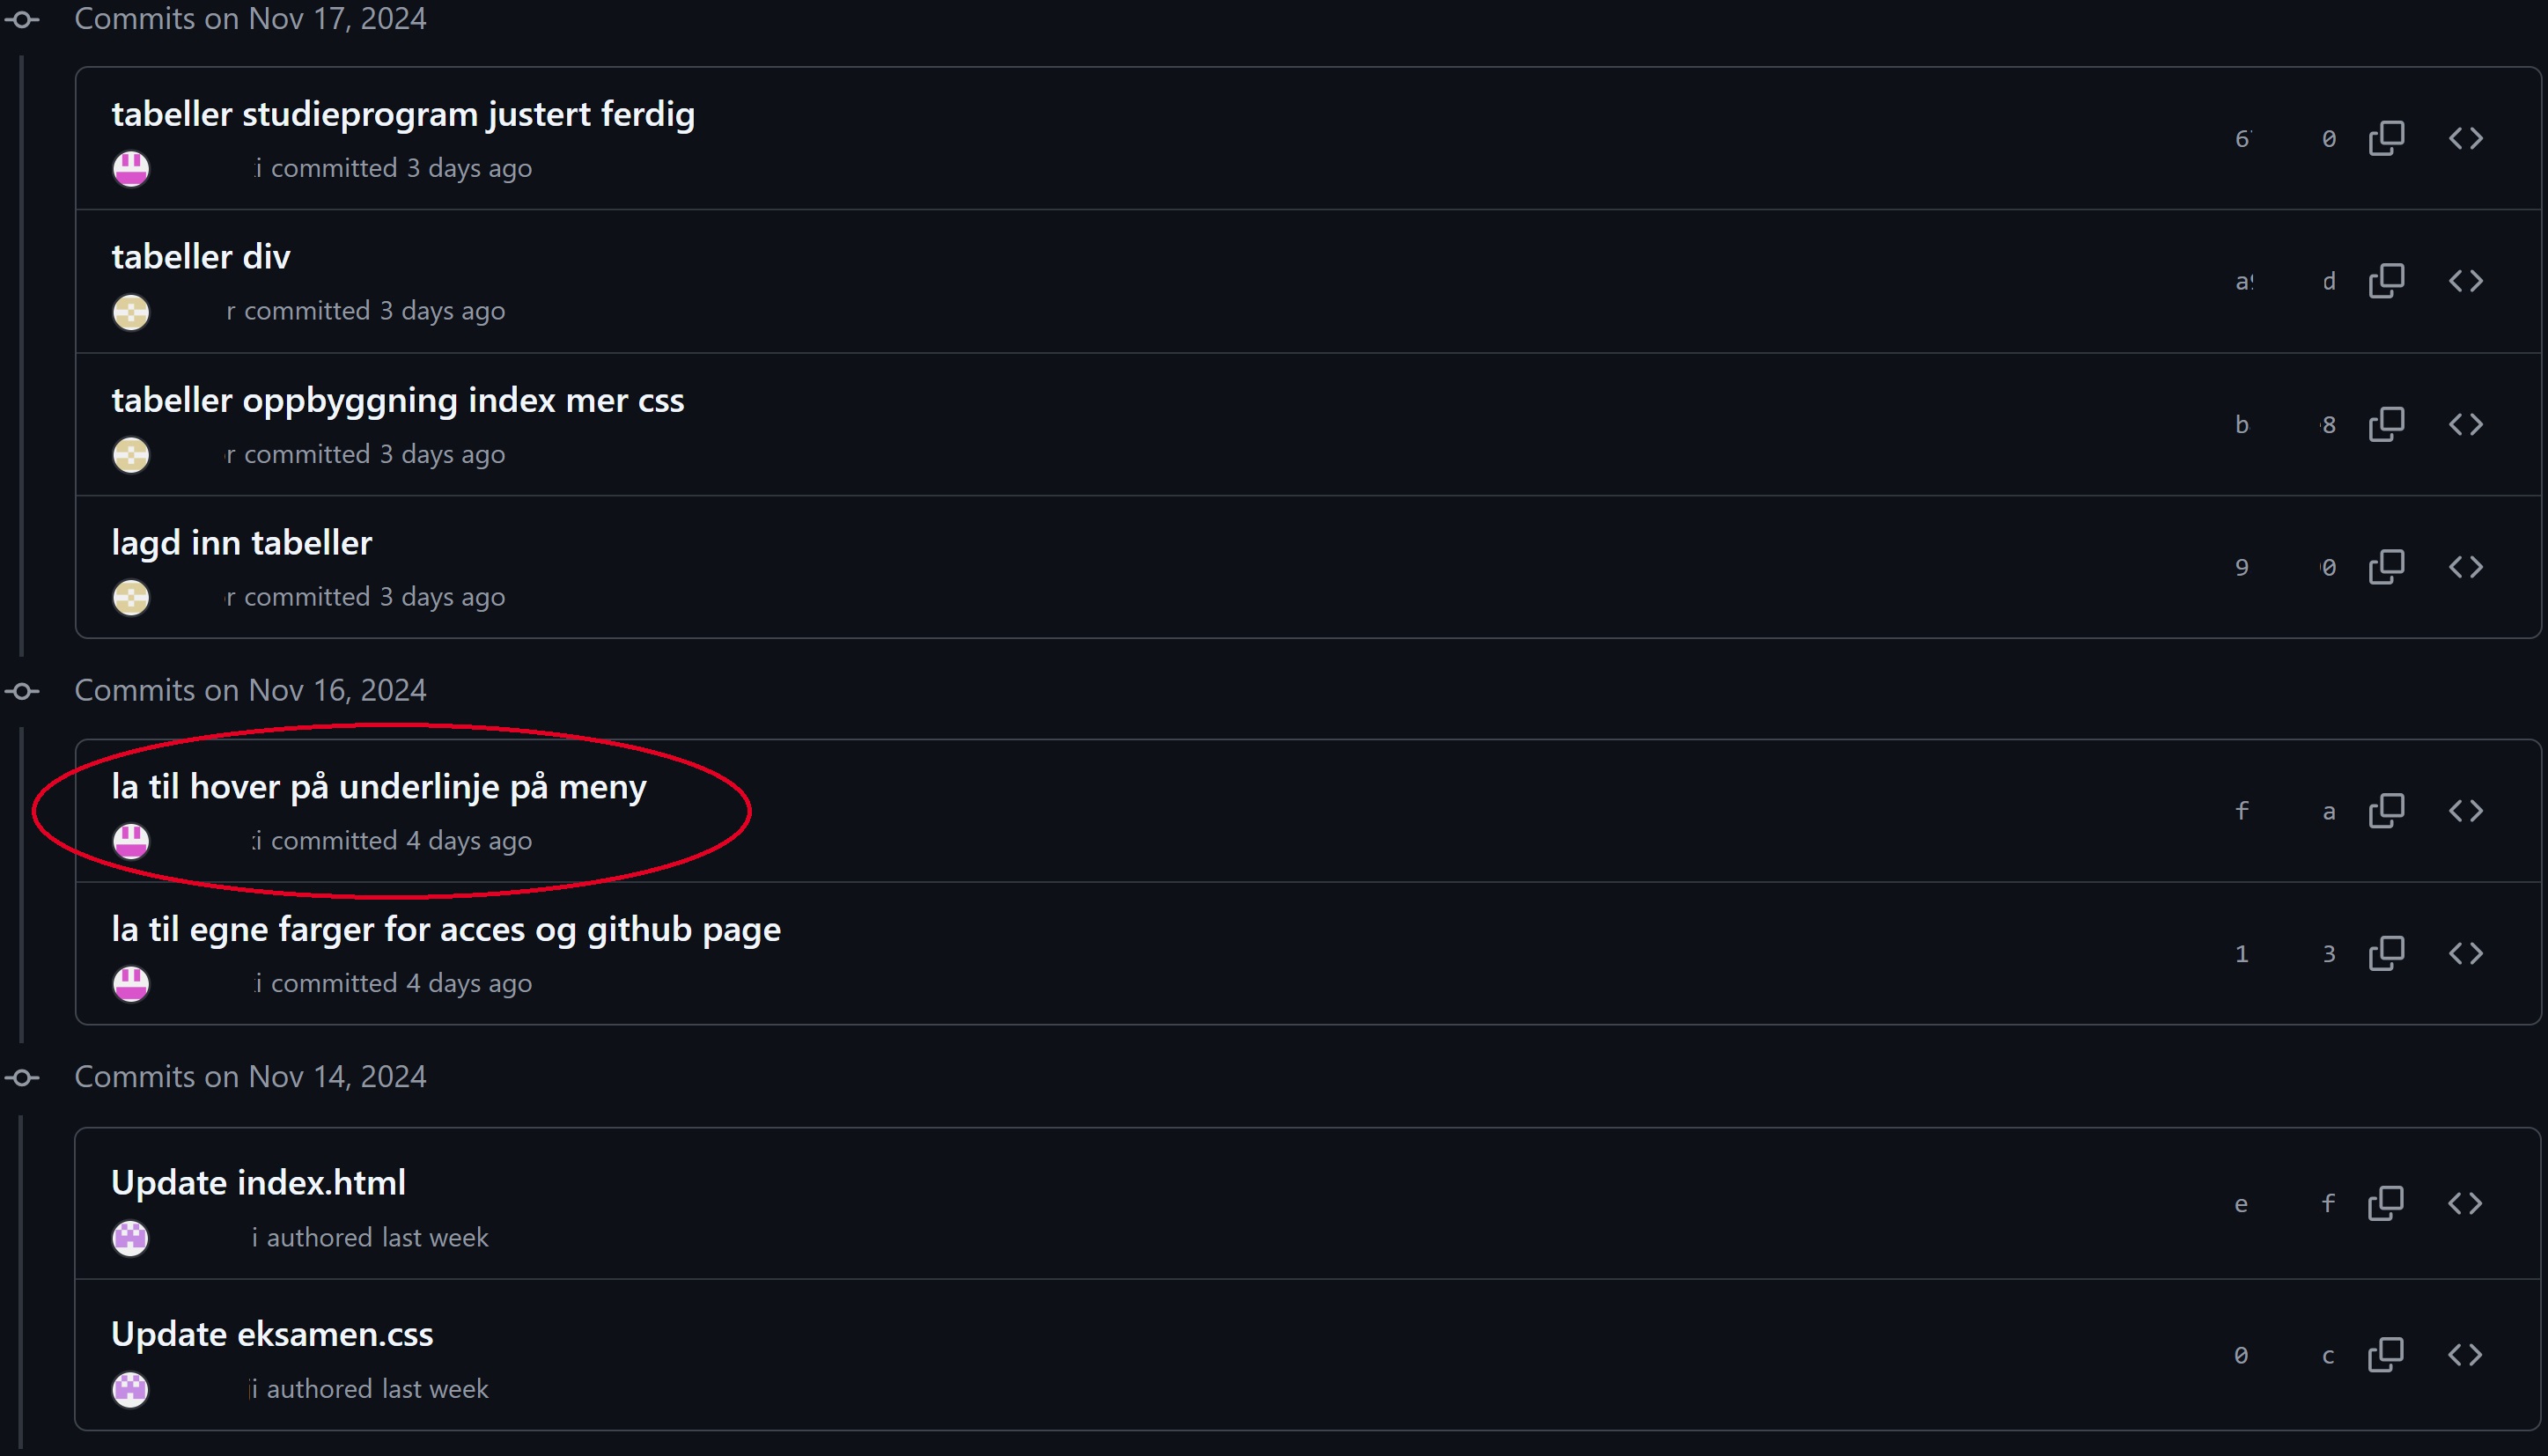 Commits on Nov 17, 2024
tabeller studieprogram justert ferdig
i committed 3 days ago
6 0
tabeller div
r committed 3 days ago
a d
tabeller oppbyggning index mer css
r committed 3 days ago
b 8
lagd inn tabeller
r committed 3 days ago
9 0
Commits on Nov 16, 2024
la til hover på underlinje på meny
i committed 4 days ago
f a
la til egne farger for acces og github page
i committed 4 days ago
1 3
Commits on Nov 14, 2024
Update index.html
i authored last week
e f
Update eksamen.css
i authored last week
0 c